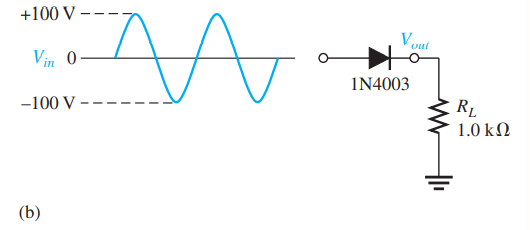 +100 V
V_in 0
–100 V
V_out
1N4003
R_L
1.0 kΩ
(b)